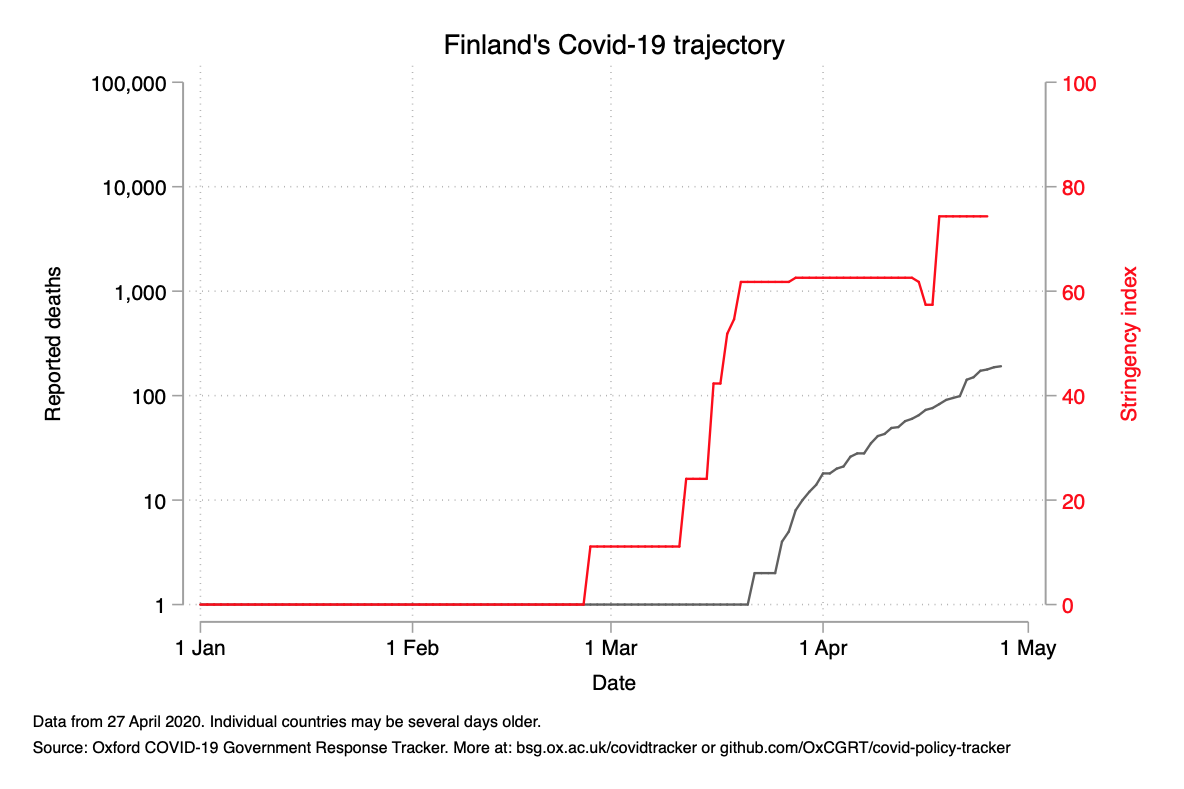 Finland's Covid-19 trajectory
100,000
10,000
1,000
100
10
1
Reported deaths
100
80
60
40
20
0
Stringency index
1 Jan
1 Feb
1 Mar
1 Apr
1 May
Date
Data from 27 April 2020. Individual countries may be several days older.
Source: Oxford COVID-19 Government Response Tracker. More at: bsg.ox.ac.uk/covidtracker or github.com/OxCGRT/covid-policy-tracker